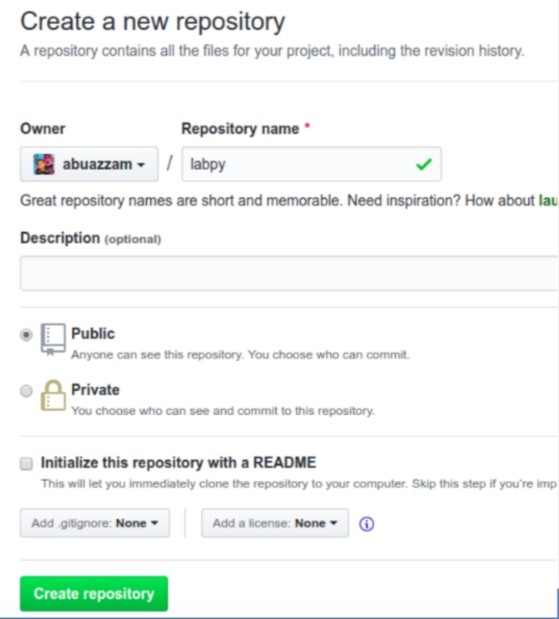 Create a new repository
A repository contains all the files for your project, including the revision history.
Owner
Repository name *
abuazzam
/
labpy
Great repository names are short and memorable. Need inspiration? How about lau
Description (optional)
Public
Anyone can see this repository. You choose who can commit.
Private
You choose who can see and commit to this repository.
Initialize this repository with a README
This will let you immediately clone the repository to your computer. Skip this step if you're imp
Add .gitignore: None
Add a license: None
Create repository